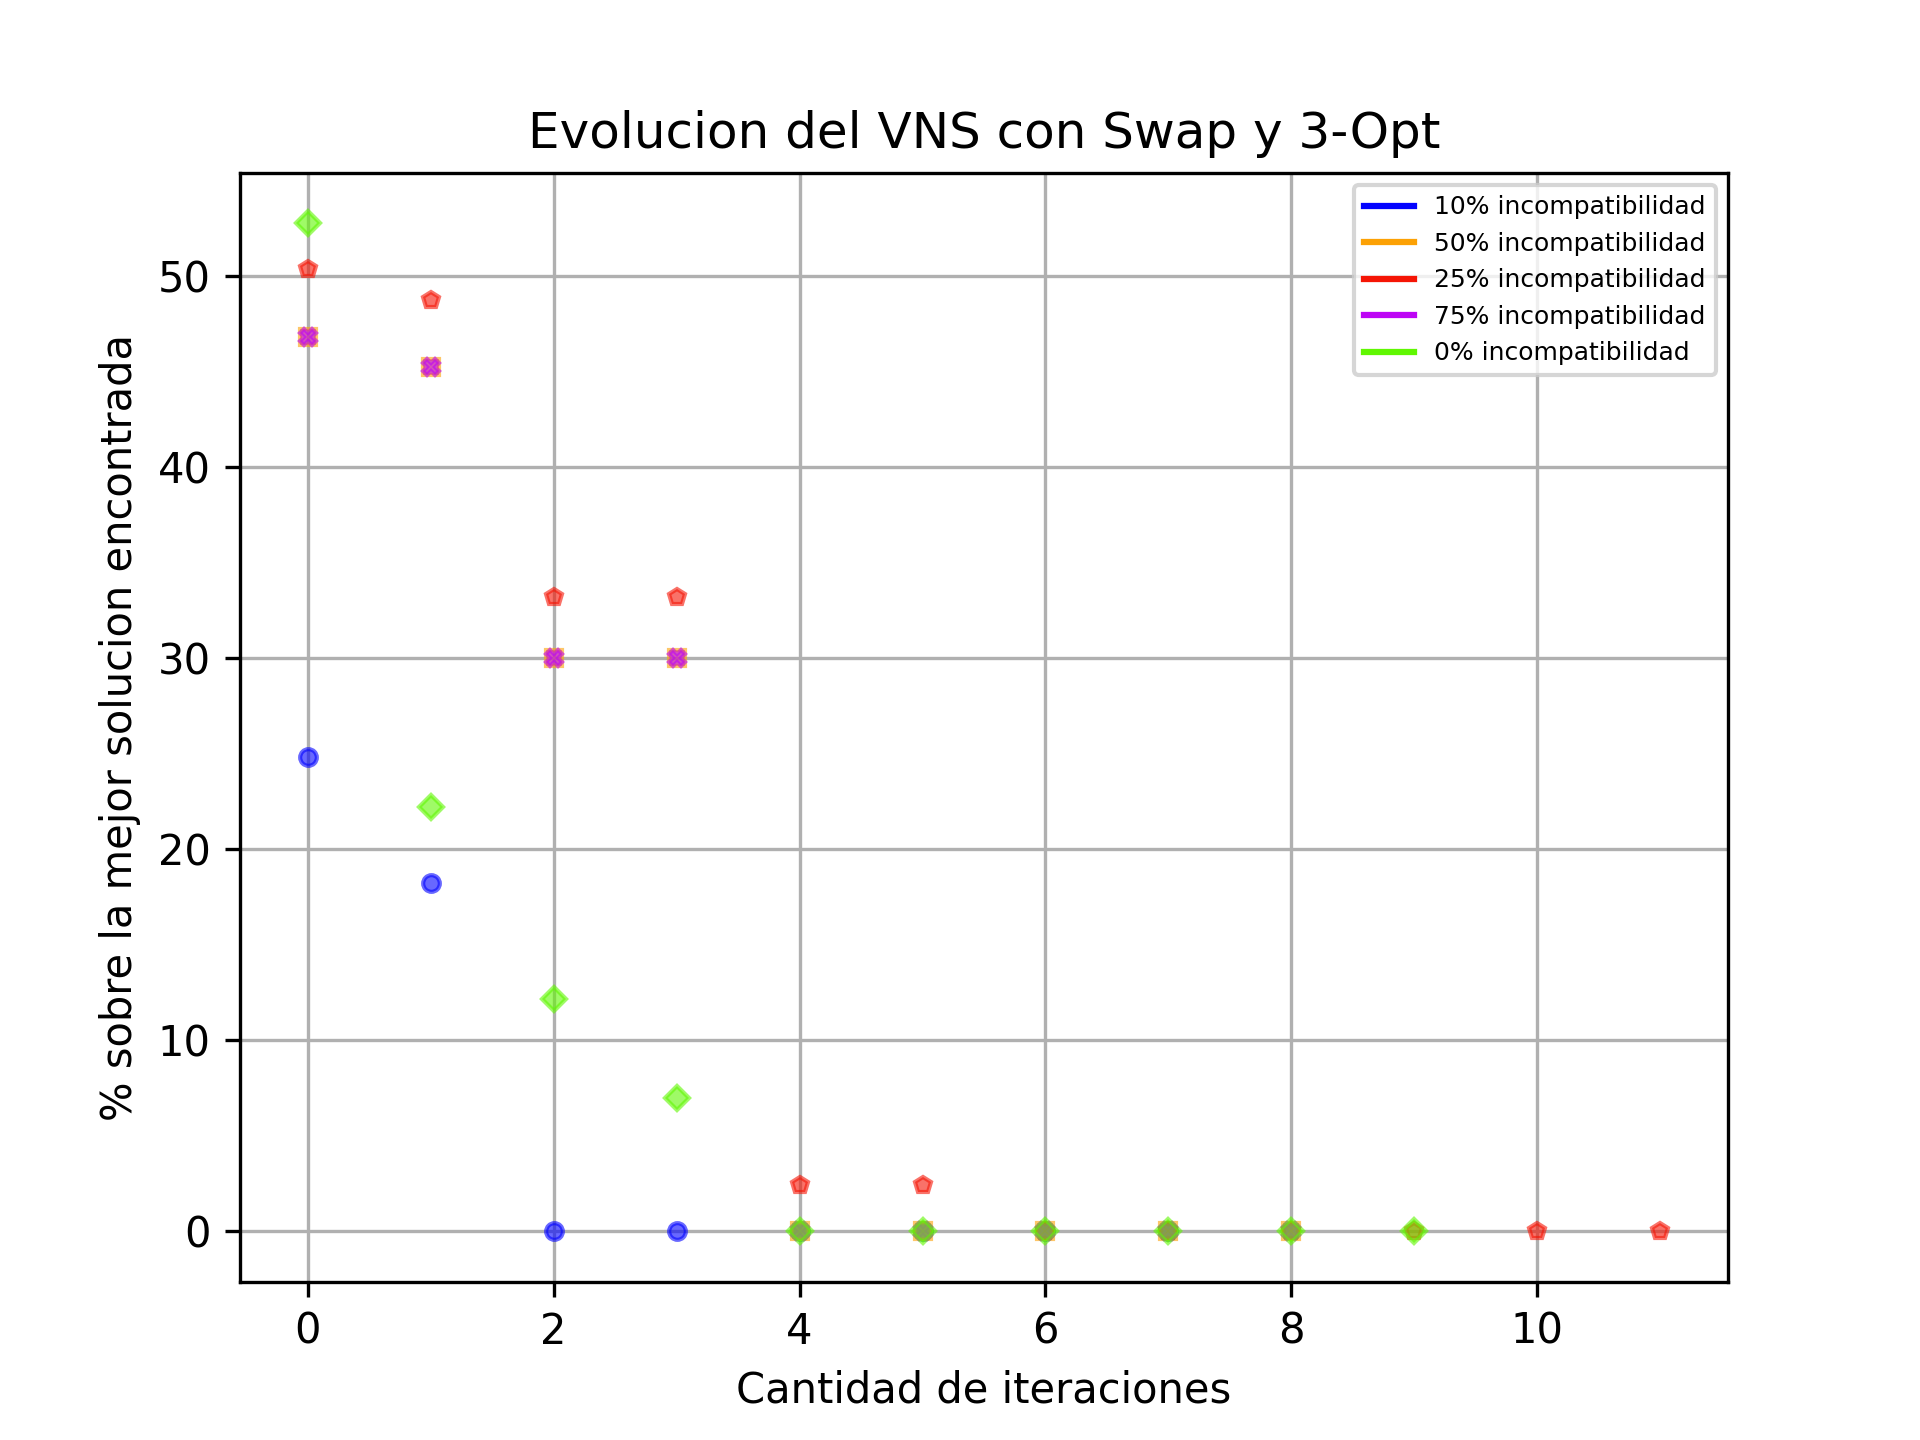 Evolucion del VNS con Swap y 3-Opt
10% incompatibilidad
50% incompatibilidad
25% incompatibilidad
75% incompatibilidad
0% incompatibilidad
% sobre la mejor solucion encontrada
50
40
30
20
10
0
0 2 4 6 8 10
Cantidad de iteraciones